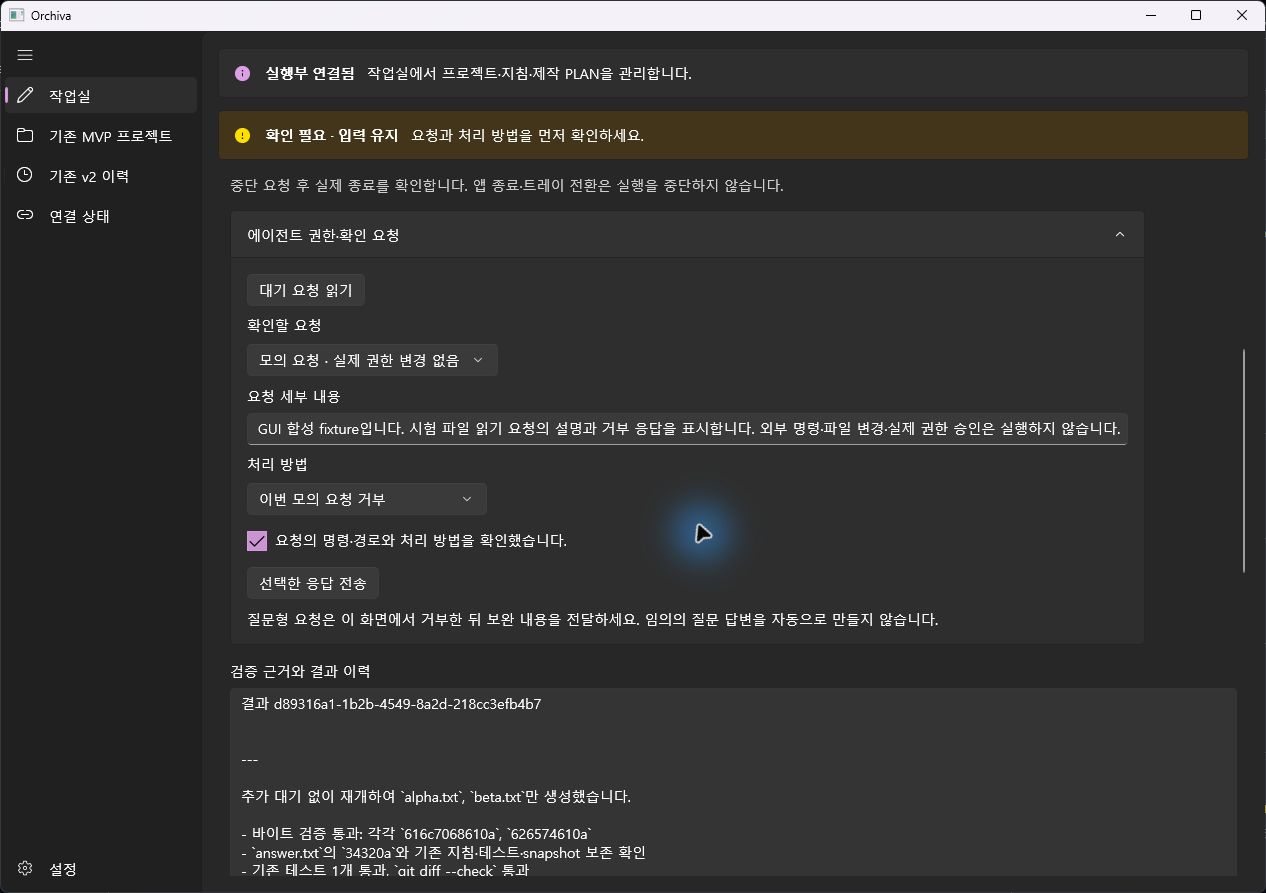 Orchiva
작업실
기존 MVP 프로젝트
기존 v2 이력
연결 상태
설정
실행부 연결됨 작업실에서 프로젝트·지침·제작 PLAN을 관리합니다.
확인 필요 · 입력 유지 요청과 처리 방법을 먼저 확인하세요.
중단 요청 후 실제 종료를 확인합니다. 앱 종료·트레이 전환은 실행을 중단하지 않습니다.
에이전트 권한·확인 요청
대기 요청 읽기
확인할 요청
모의 요청 · 실제 권한 변경 없음
요청 세부 내용
GUI 합성 fixture입니다. 시험 파일 읽기 요청의 설명과 거부 응답을 표시합니다. 외부 명령·파일 변경·실제 권한 승인은 실행하지 않습니다.
처리 방법
이번 모의 요청 거부
요청의 명령·경로와 처리 방법을 확인했습니다.
선택한 응답 전송
질문형 요청은 이 화면에서 거부한 뒤 보완 내용을 전달하세요. 임의의 질문 답변을 자동으로 만들지 않습니다.
검증 근거와 결과 이력
결과 d89316a1-1b2b-4549-8a2d-218cc3efb4b7
---
추가 대기 없이 재개하여 `alpha.txt`, `beta.txt`만 생성했습니다.
- 바이트 검증 통과: 각각 `616c7068610a`, `626574610a`
- `answer.txt`의 `34320a`와 기존 지침·테스트·snapshot 보존 확인
- 기존 테스트 1개 통과, `git diff --check` 통과